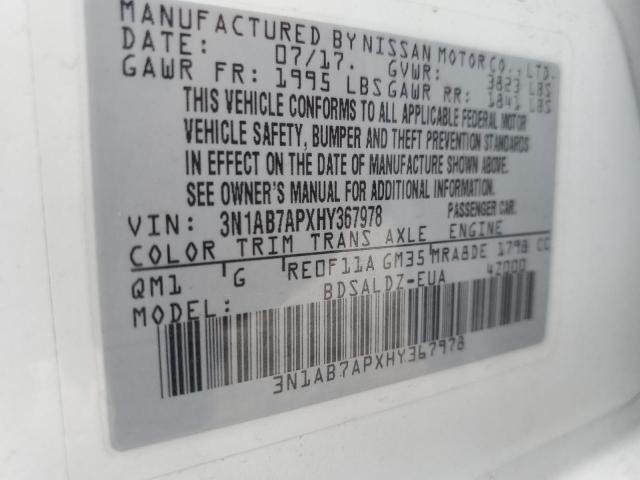 MANUFACTURED BY NISSAN MOTOR CO., LTD.
DATE: 07/17. GVWR: 3823 LBS
GAWR FR: 1995 LBS GAWR RR: 1841 LBS
THIS VEHICLE CONFORMS TO ALL APPLICABLE FEDERAL MOTOR
VEHICLE SAFETY, BUMPER AND THEFT PREVENTION STANDARDS
IN EFFECT ON THE DATE OF MANUFACTURE SHOWN ABOVE.
SEE OWNER'S MANUAL FOR ADDITIONAL INFORMATION.
VIN: 3N1AB7APXHY367978 PASSENGER CAR.
COLOR TRIM TRANS AXLE ENGINE
QM1 G RE0F11A GM35 MRA8DE 1798 CC
MODEL: BDSALDZ-EUA 42000
3N1AB7APXHY367978